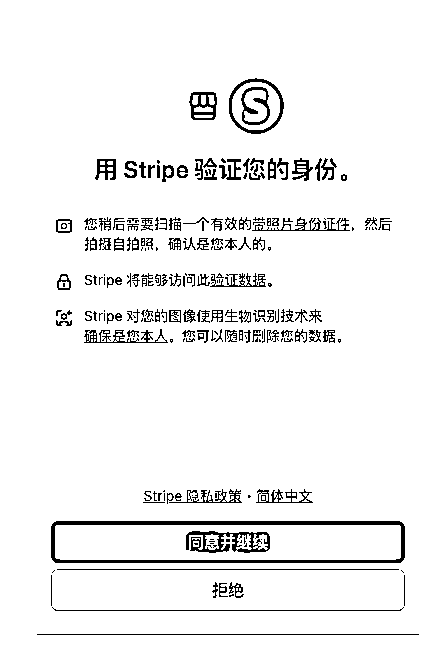 S
用 Stripe 验证您的身份。
您稍后需要扫描一个有效的带照片身份证件，然后
拍摄自拍照，确认是您本人的。
Stripe 将能够访问此验证数据。
Stripe 对您的图像使用生物识别技术来
确保是您本人。您可以随时删除您的数据。
Stripe 隐私政策 · 简体中文
同意并继续
拒绝